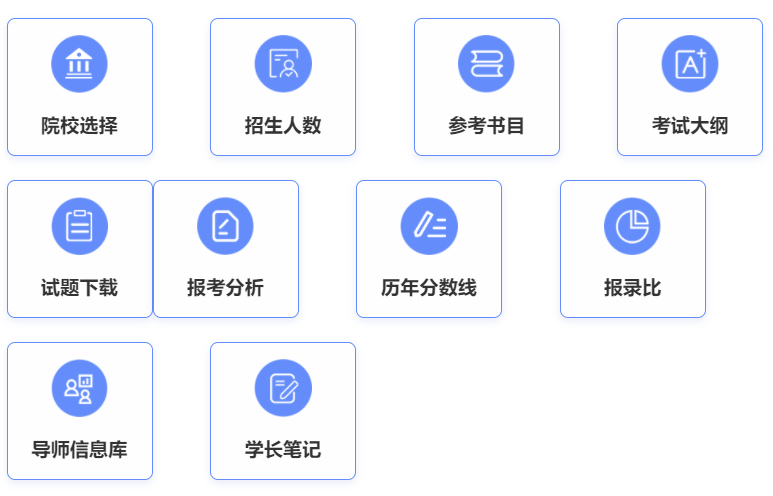 院校选择
招生人数
参考书目
考试大纲
试题下载
报考分析
历年分数线
报录比
导师信息库
学长笔记